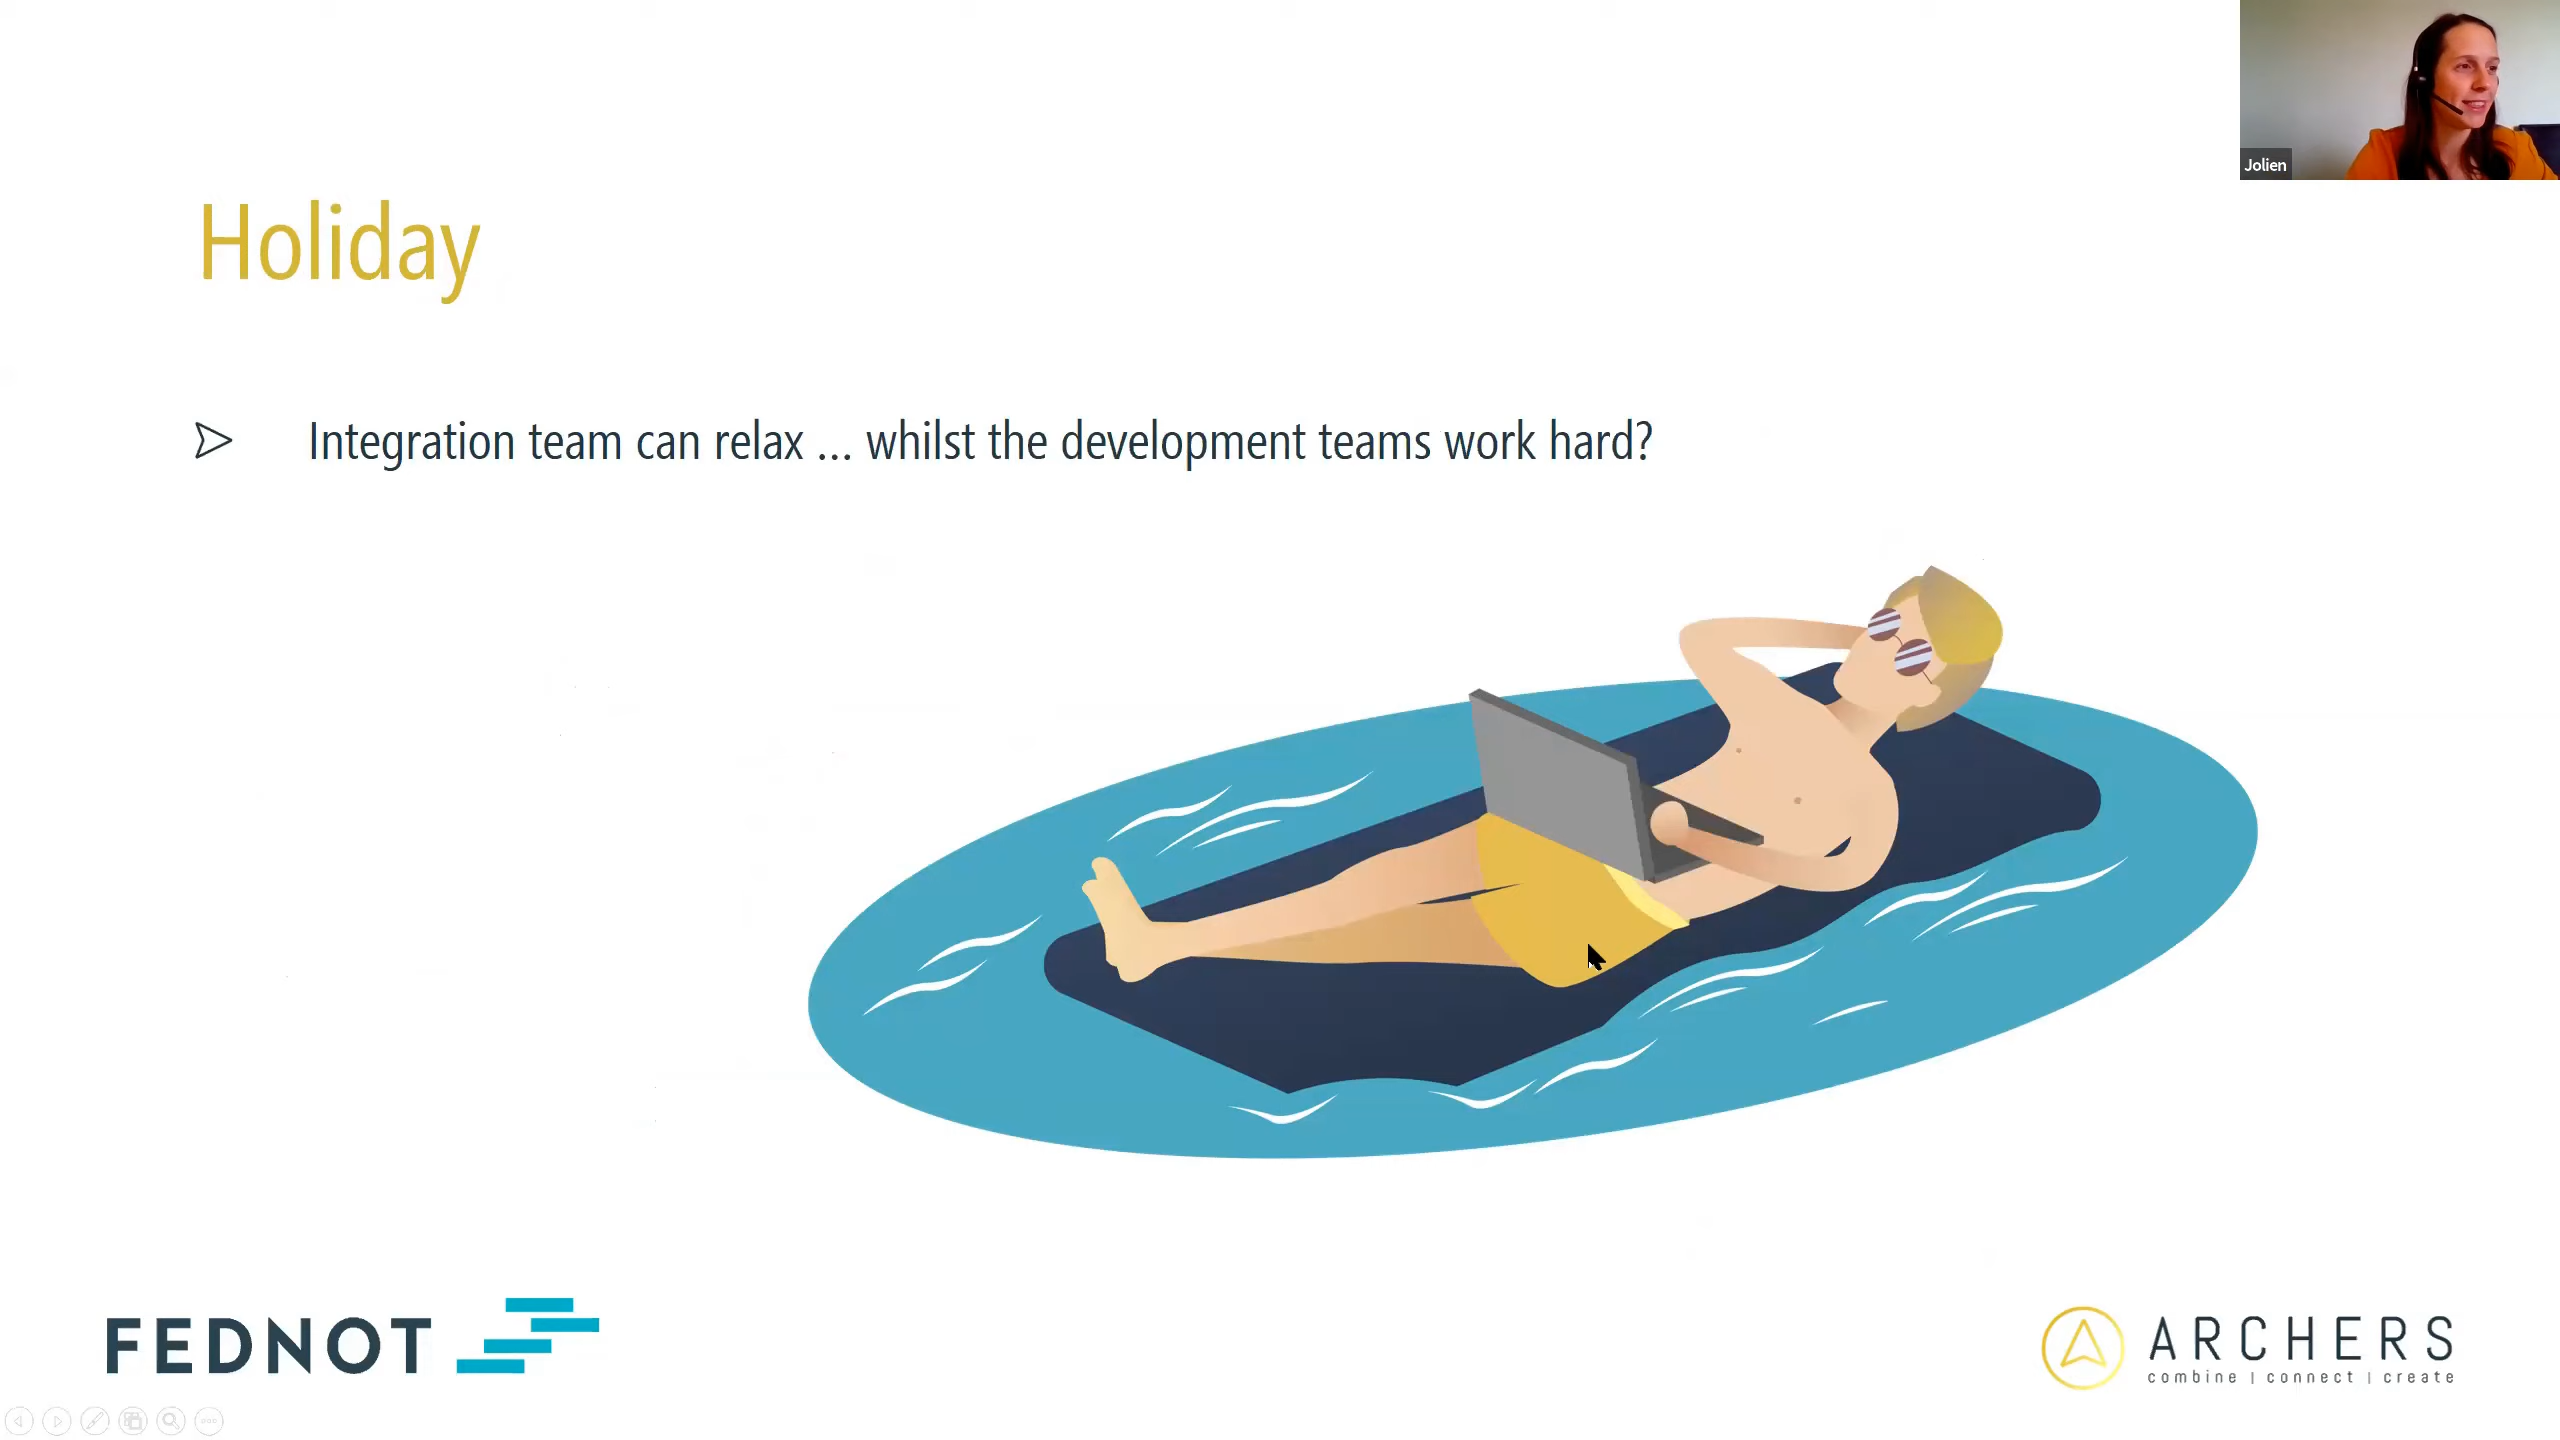 Jolien
Holiday
Integration team can relax ... whilst the development teams work hard?
FEDNOT
ARCHERS
combine | connect | create